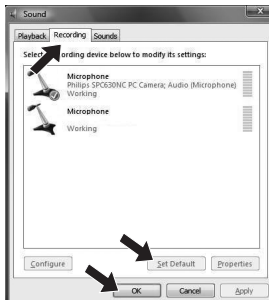 Sound
Playback Recording Sounds
Select recording device below to modify its settings:
Microphone
Philips SPC630NC PC Camera; Audio (Microphone)
Working
Microphone
Working
Configure Set Default Properties
OK Cancel Apply